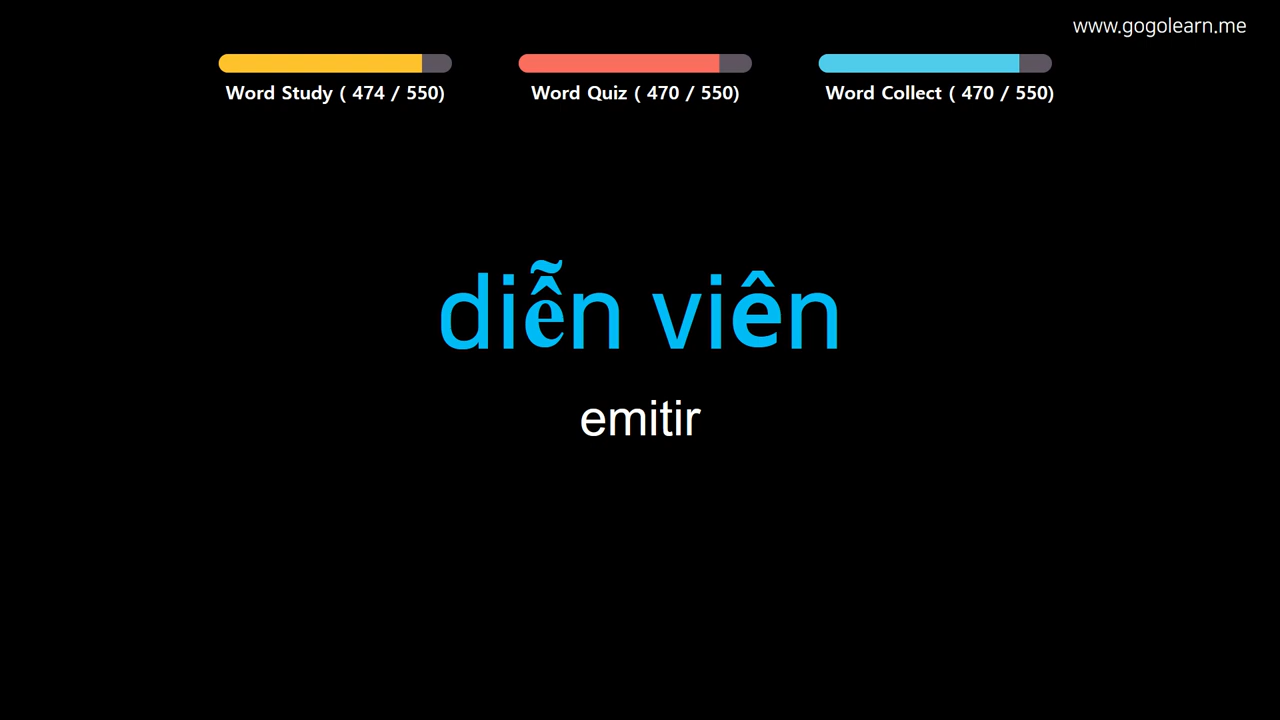 www.gogolearn.me
Word Study ( 474 / 550)
Word Quiz ( 470 / 550)
Word Collect ( 470 / 550)
diễn viên
emitir